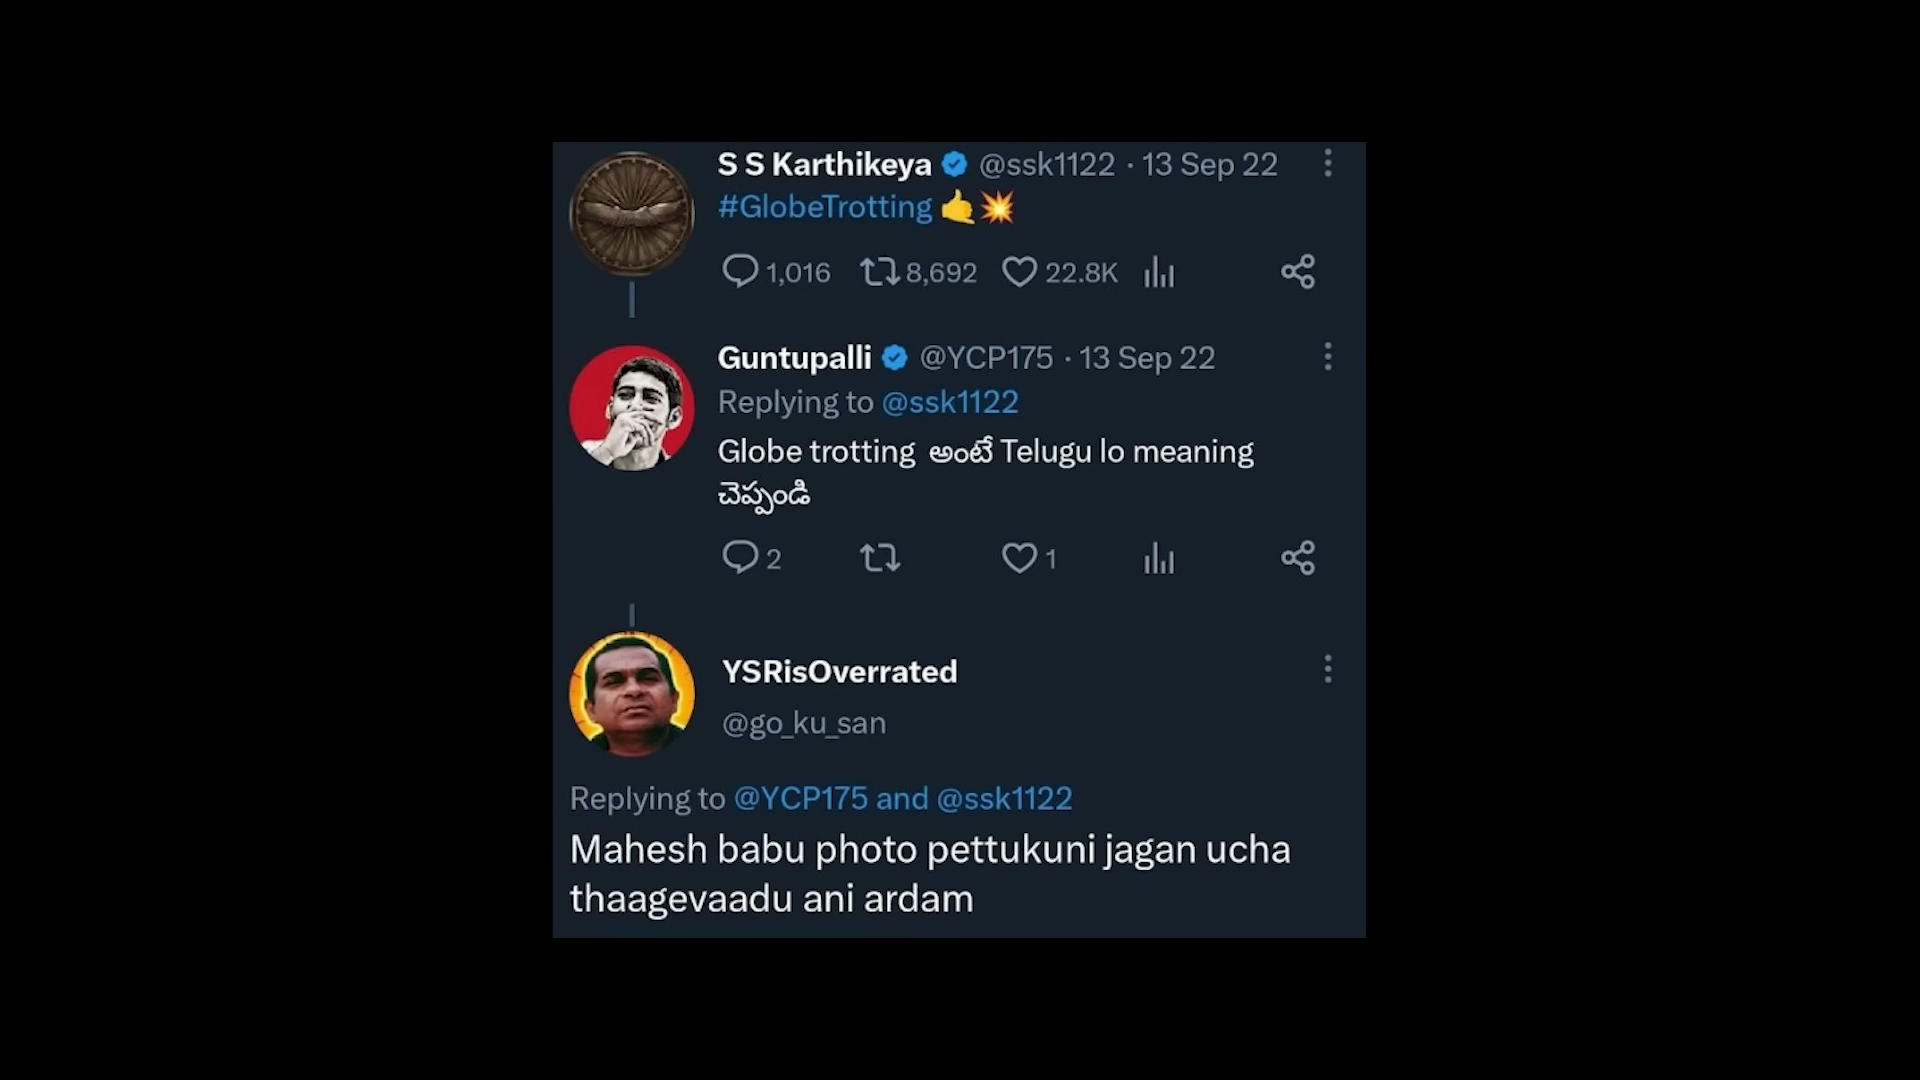 S S Karthikeya @ssk1122 · 13 Sep 22
#GlobeTrotting 🤙💥
1,016 8,692 22.8K
Guntupalli @YCP175 · 13 Sep 22
Replying to @ssk1122
Globe trotting అంటే Telugu lo meaning
చెప్పండి
2 1
YSRisOverrated
@go_ku_san
Replying to @YCP175 and @ssk1122
Mahesh babu photo pettukuni jagan ucha
thaagevaadu ani ardam